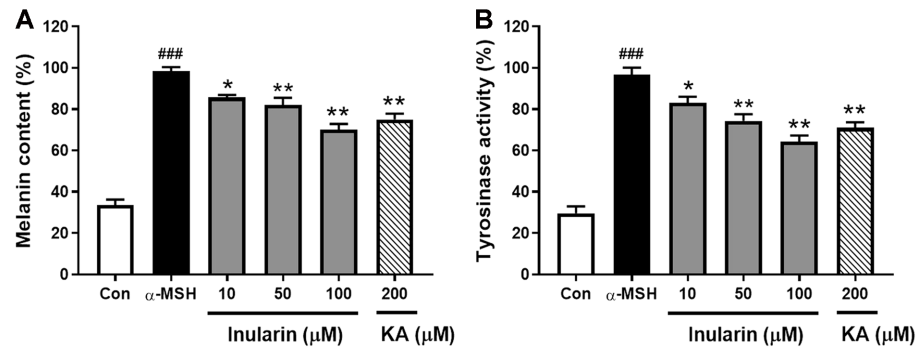 A
Melanin content (%)
120
100
80
60
40
20
0
###
*
**
**
**
Con
α-MSH
10
50
100
200
Inularin (μM)
KA (μM)
B
Tyrosinase activity (%)
120
100
80
60
40
20
0
###
*
**
**
**
Con
α-MSH
10
50
100
200
Inularin (μM)
KA (μM)